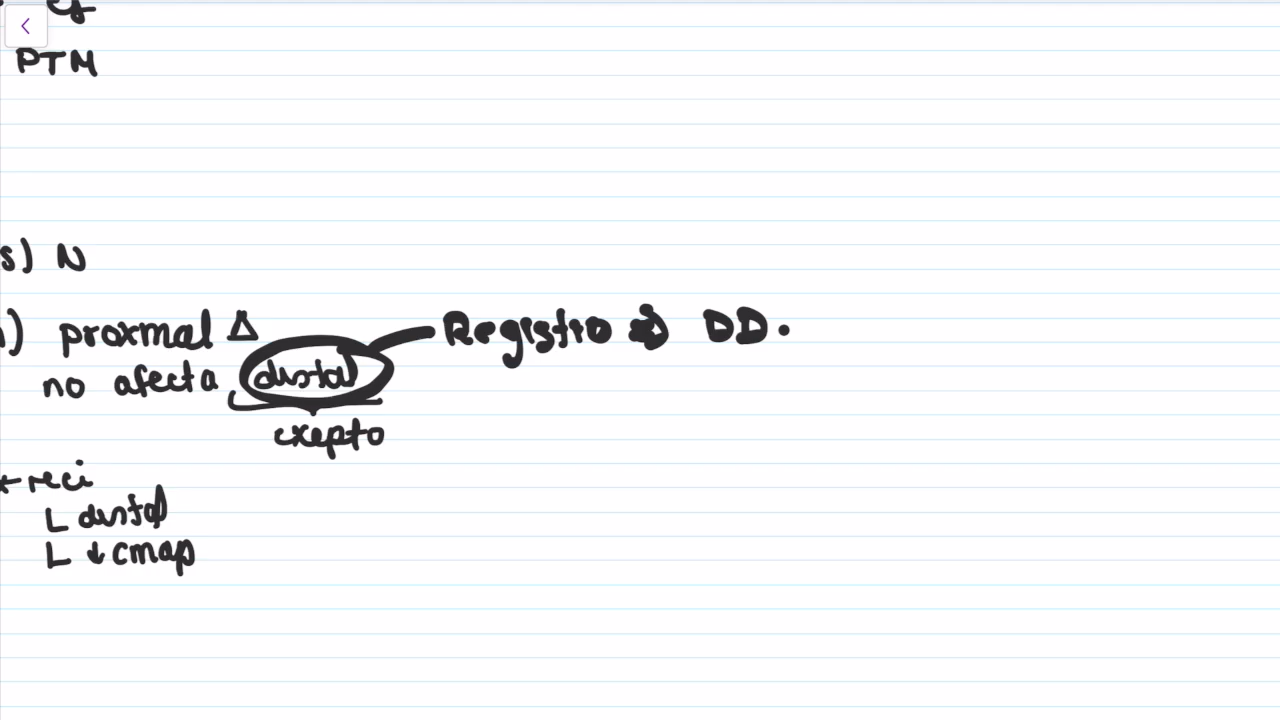 PTM
s) N
) proxmal Δ
no afecta distal Registro ⇒ DD.
exepto
← reci
L distal
L ↓ cmap